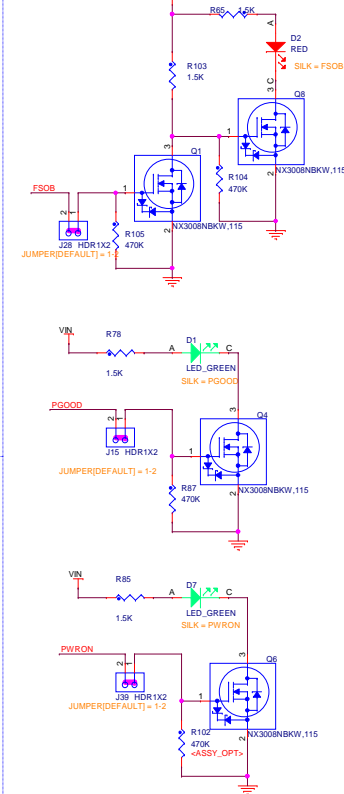 R65 1.5K
A
D2
RED
SILK = FSOB
R103
1.5K
C
3
Q8
1
3
Q1
2
NX3008NBKW,115
R104
470K
FSOB
1
2
1
J28 HDR1X2
R105
470K
2
NX3008NBKW,115
JUMPER[DEFAULT] = 1-2
VIN
R78
1.5K
D1
A
C
LED_GREEN
SILK = PGOOD
PGOOD
2
1
J15 HDR1X2
JUMPER[DEFAULT] = 1-2
3
Q4
1
2
NX3008NBKW,115
R87
470K
VIN
R85
1.5K
D7
A
C
LED_GREEN
SILK = PWRON
PWRON
2
1
J39 HDR1X2
JUMPER[DEFAULT] = 1-2
3
Q6
1
2
NX3008NBKW,115
R102
470K
<ASSY_OPT>